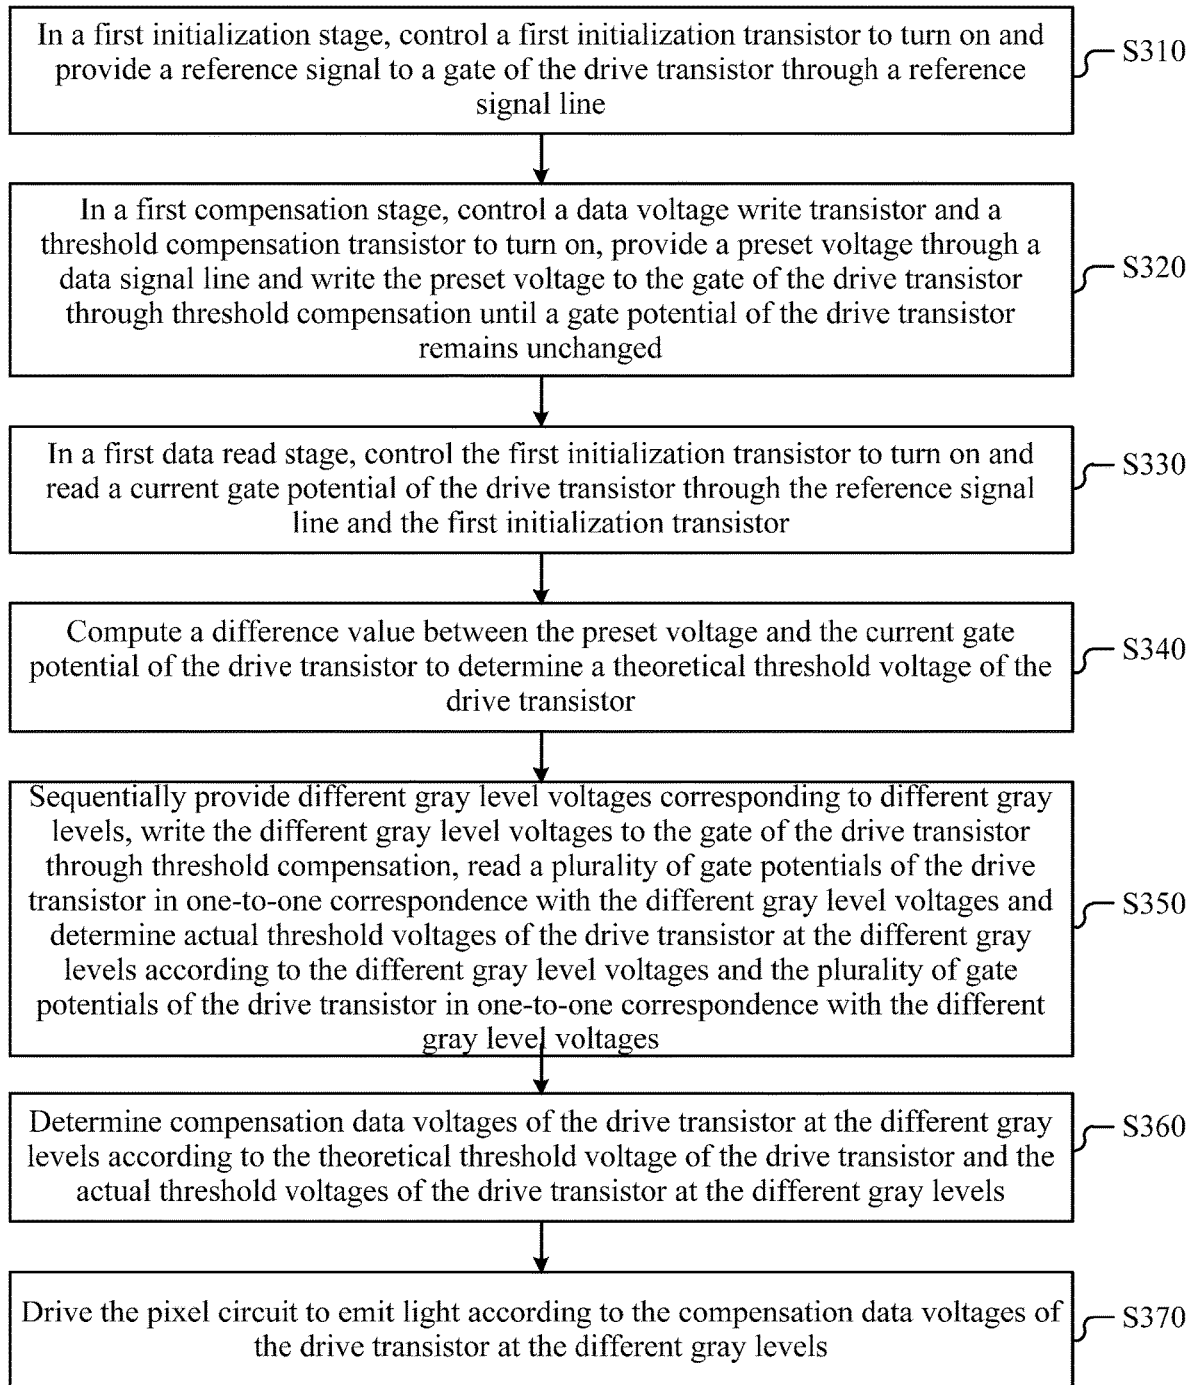 In a first initialization stage, control a first initialization transistor to turn on and
provide a reference signal to a gate of the drive transistor through a reference
signal line
S310
In a first compensation stage, control a data voltage write transistor and a
threshold compensation transistor to turn on, provide a preset voltage through a
data signal line and write the preset voltage to the gate of the drive transistor
through threshold compensation until a gate potential of the drive transistor
remains unchanged
S320
In a first data read stage, control the first initialization transistor to turn on and
read a current gate potential of the drive transistor through the reference signal
line and the first initialization transistor
S330
Compute a difference value between the preset voltage and the current gate
potential of the drive transistor to determine a theoretical threshold voltage of the
drive transistor
S340
Sequentially provide different gray level voltages corresponding to different gray
levels, write the different gray level voltages to the gate of the drive transistor
through threshold compensation, read a plurality of gate potentials of the drive
transistor in one-to-one correspondence with the different gray level voltages and
determine actual threshold voltages of the drive transistor at the different gray
levels according to the different gray level voltages and the plurality of gate
potentials of the drive transistor in one-to-one correspondence with the different
gray level voltages
S350
Determine compensation data voltages of the drive transistor at the different gray
levels according to the theoretical threshold voltage of the drive transistor and the
actual threshold voltages of the drive transistor at the different gray levels
S360
Drive the pixel circuit to emit light according to the compensation data voltages of
the drive transistor at the different gray levels
S370